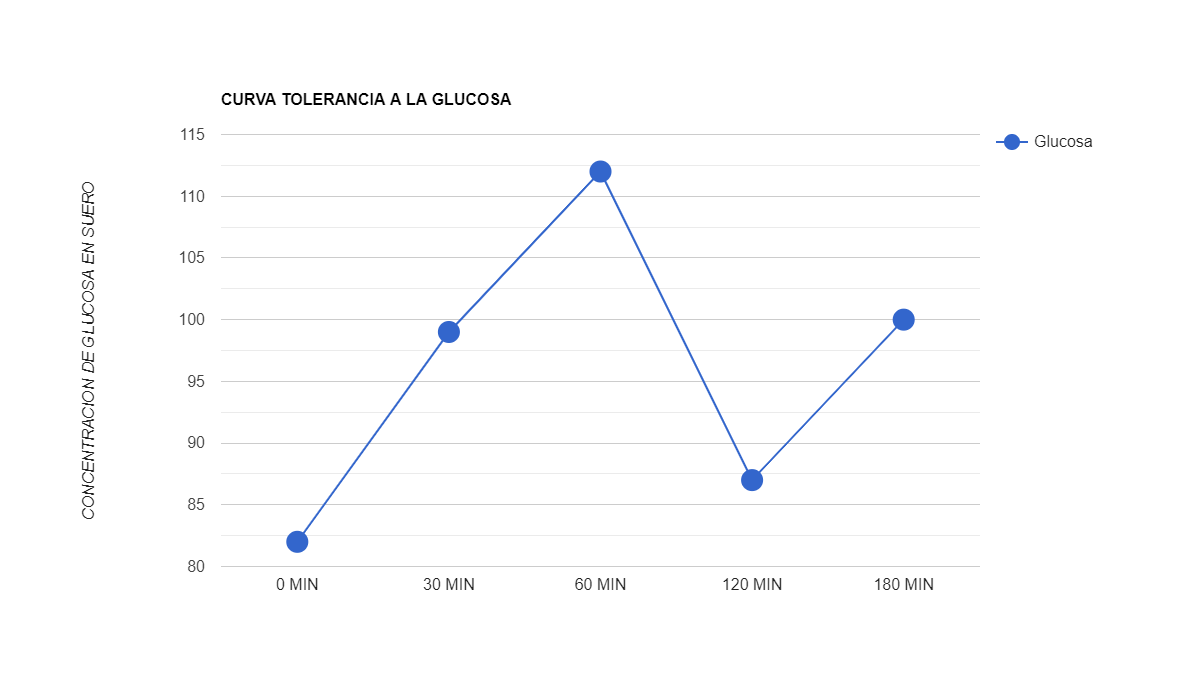 CURVA TOLERANCIA A LA GLUCOSA
Glucosa
CONCENTRACION DE GLUCOSA EN SUERO
115
110
105
100
95
90
85
80
0 MIN
30 MIN
60 MIN
120 MIN
180 MIN